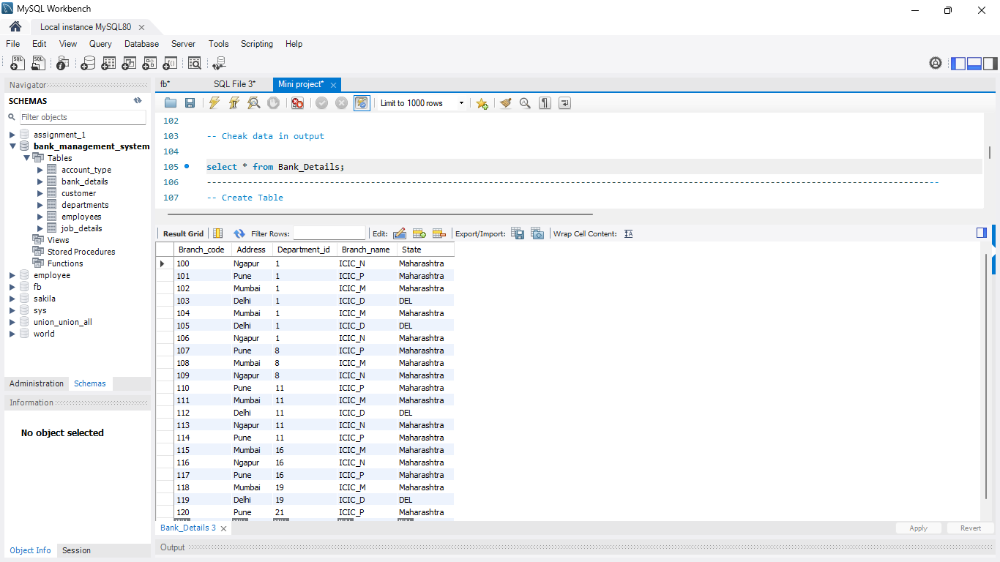 MySQL Workbench
Local instance MySQL80
File Edit View Query Database Server Tools Scripting Help
Navigator
SCHEMAS
Filter objects
assignment_1
bank_management_system
Tables
account_type
bank_details
customer
departments
employees
job_details
Views
Stored Procedures
Functions
employee
fb
sakila
sys
union_union_all
world
Administration Schemas
Information
No object selected
Object Info Session
fb* SQL File 3* Mini project*
Limit to 1000 rows
102
103 -- Cheak data in output
104
105 select * from Bank_Details;
106 -----------------------------------------------------------------------------------------------------------------------------------------------
107 -- Create Table
Result Grid Filter Rows: Edit: Export/Import: Wrap Cell Content:
Branch_code Address Department_id Branch_name State
100 Ngapur 1 ICIC_N Maharashtra
101 Pune 1 ICIC_P Maharashtra
102 Mumbai 1 ICIC_M Maharashtra
103 Delhi 1 ICIC_D DEL
104 Mumbai 1 ICIC_M Maharashtra
105 Delhi 1 ICIC_D DEL
106 Ngapur 1 ICIC_N Maharashtra
107 Pune 8 ICIC_P Maharashtra
108 Mumbai 8 ICIC_M Maharashtra
109 Ngapur 8 ICIC_N Maharashtra
110 Pune 11 ICIC_P Maharashtra
111 Mumbai 11 ICIC_M Maharashtra
112 Delhi 11 ICIC_D DEL
113 Ngapur 11 ICIC_N Maharashtra
114 Pune 11 ICIC_P Maharashtra
115 Mumbai 16 ICIC_M Maharashtra
116 Ngapur 16 ICIC_N Maharashtra
117 Pune 16 ICIC_P Maharashtra
118 Mumbai 19 ICIC_M Maharashtra
119 Delhi 19 ICIC_D DEL
120 Pune 21 ICIC_P Maharashtra
Bank_Details 3
Apply Revert
Output